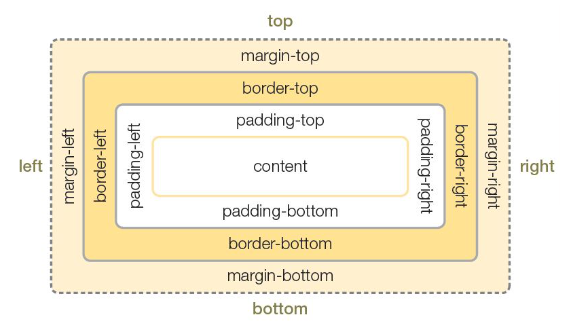 top
margin-top
border-top
padding-top
left
margin-left
border-left
padding-left
content
padding-right
border-right
margin-right
right
padding-bottom
border-bottom
margin-bottom
bottom